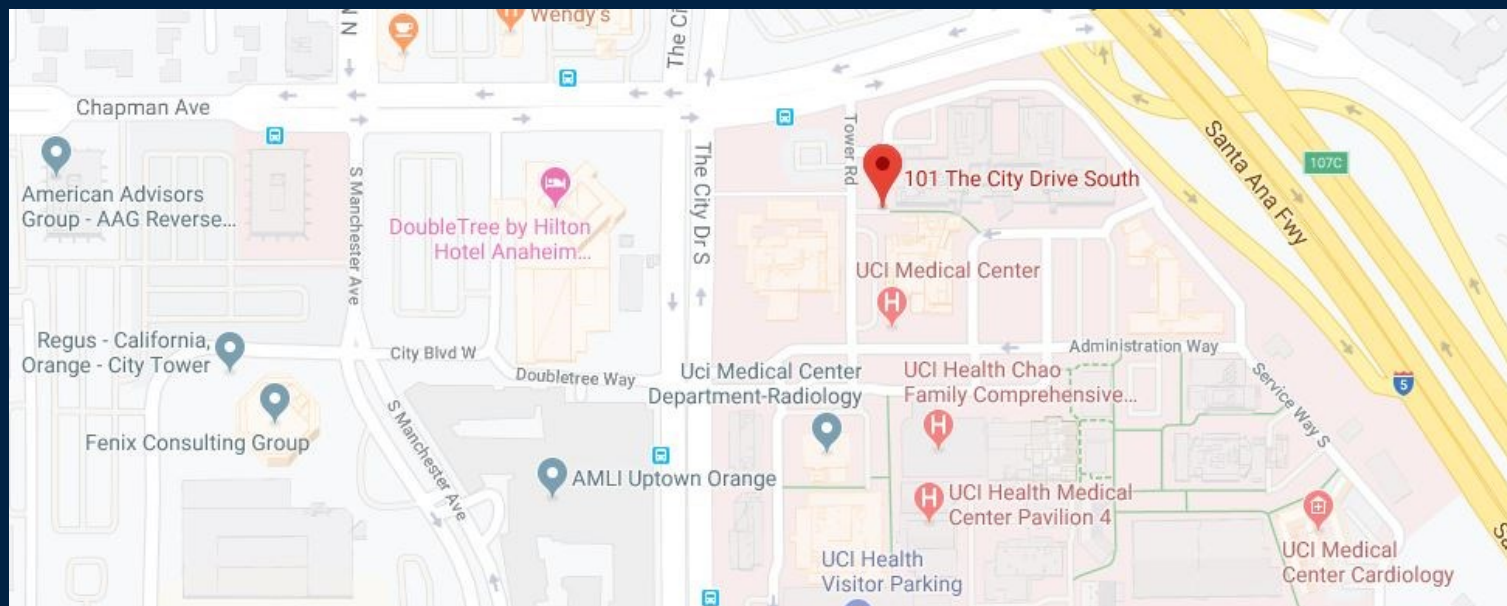 Wendy's
N M
The Ci
Chapman Ave
Tower Rd
Santa Ana Fwy
107C
American Advisors
Group - AAG Reverse...
S Manchester Ave
DoubleTree by Hilton
Hotel Anaheim...
The City Dr S
101 The City Drive South
UCI Medical Center
H
Regus - California,
Orange - City Tower
City Blvd W
Doubletree Way
Administration Way
Uci Medical Center
Department-Radiology
UCI Health Chao
Family Comprehensive...
H
5
Service Way S
Fenix Consulting Group
S Manchester Ave
AMLI Uptown Orange
H
UCI Health Medical
Center Pavilion 4
UCI Health
Visitor Parking
UCI Medical
Center Cardiology
Sa